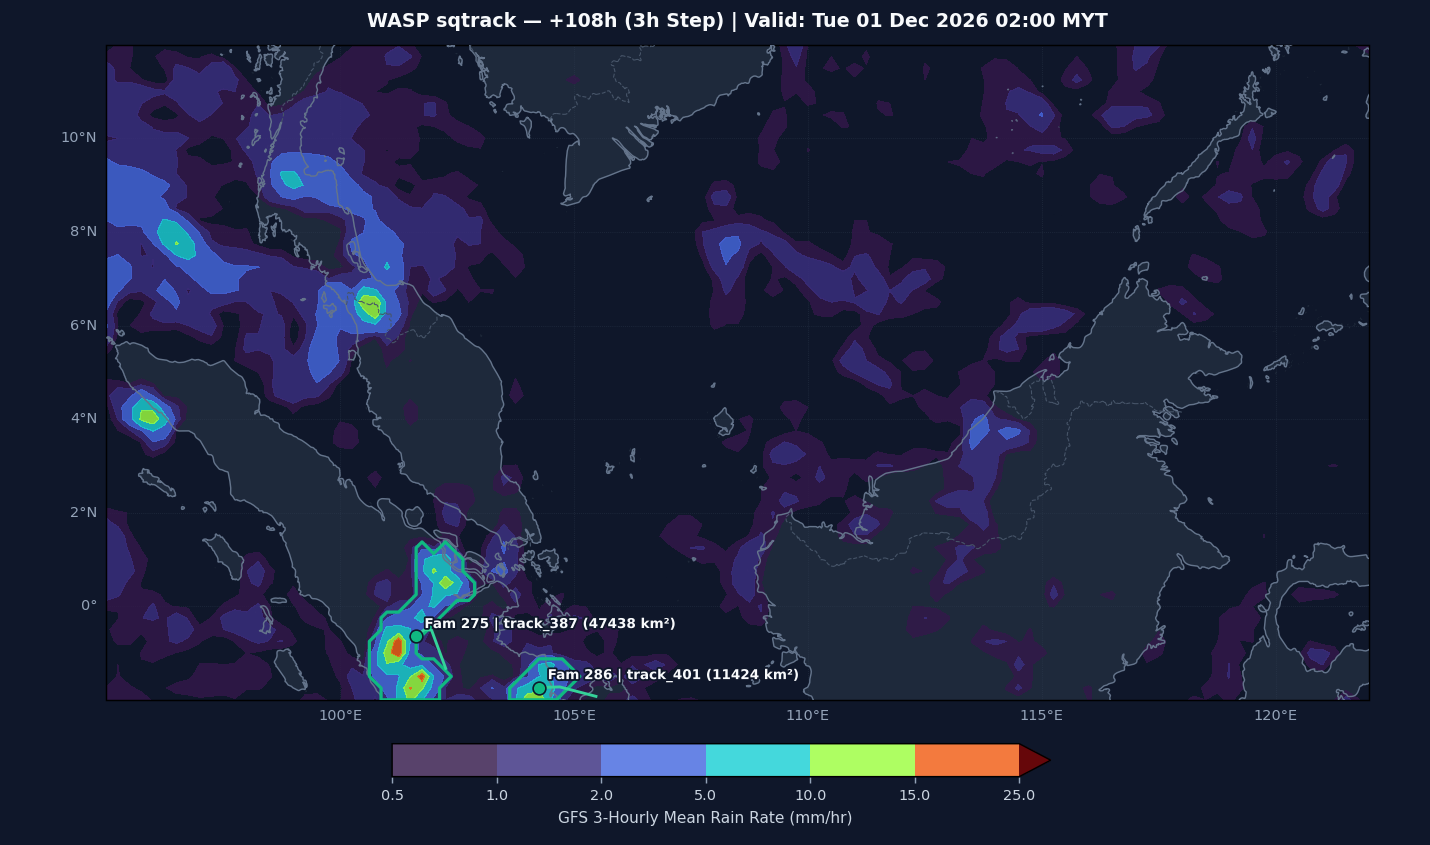 WASP sqtrack — +108h (3h Step) | Valid: Tue 01 Dec 2026 02:00 MYT
10°N
8°N
6°N
4°N
2°N
0°
Fam 275 | track_387 (47438 km²)
Fam 286 | track_401 (11424 km²)
100°E
105°E
110°E
115°E
120°E
0.5
1.0
2.0
5.0
10.0
15.0
25.0
GFS 3-Hourly Mean Rain Rate (mm/hr)